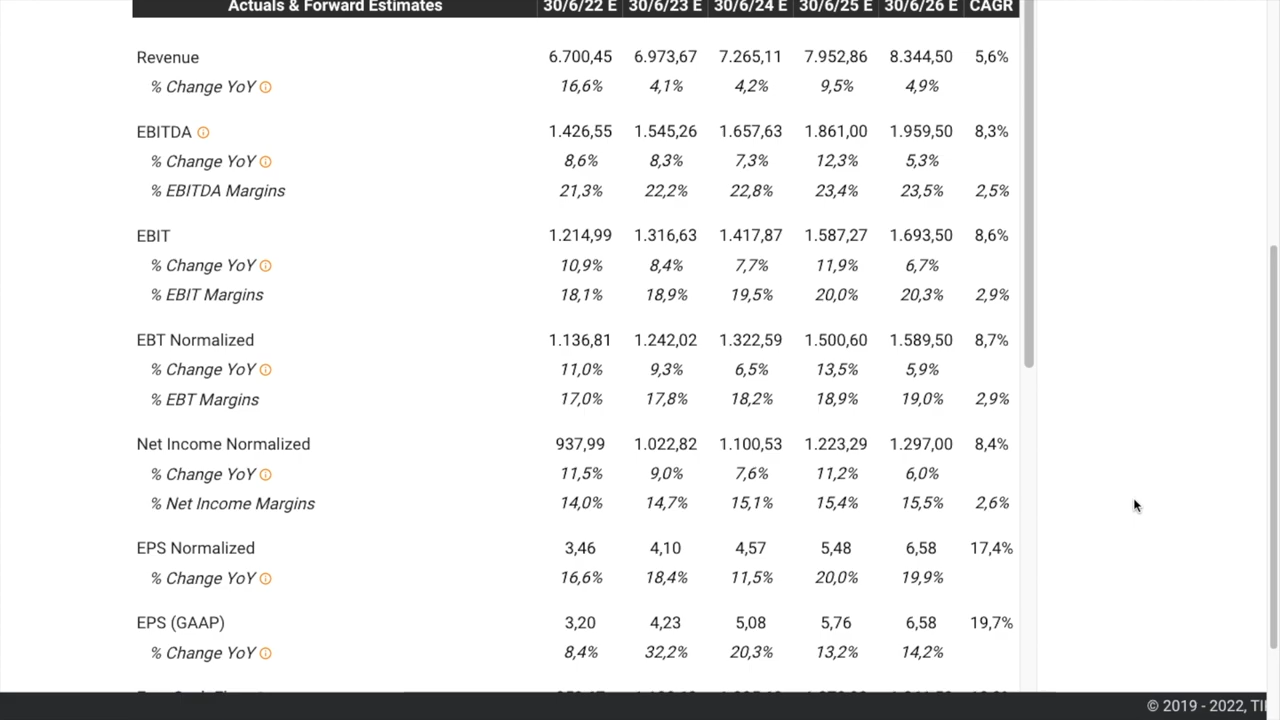 Actuals & Forward Estimates 30/6/22 E 30/6/23 E 30/6/24 E 30/6/25 E 30/6/26 E CAGR
Revenue 6.700,45 6.973,67 7.265,11 7.952,86 8.344,50 5,6%
% Change YoY 16,6% 4,1% 4,2% 9,5% 4,9%
EBITDA 1.426,55 1.545,26 1.657,63 1.861,00 1.959,50 8,3%
% Change YoY 8,6% 8,3% 7,3% 12,3% 5,3%
% EBITDA Margins 21,3% 22,2% 22,8% 23,4% 23,5% 2,5%
EBIT 1.214,99 1.316,63 1.417,87 1.587,27 1.693,50 8,6%
% Change YoY 10,9% 8,4% 7,7% 11,9% 6,7%
% EBIT Margins 18,1% 18,9% 19,5% 20,0% 20,3% 2,9%
EBT Normalized 1.136,81 1.242,02 1.322,59 1.500,60 1.589,50 8,7%
% Change YoY 11,0% 9,3% 6,5% 13,5% 5,9%
% EBT Margins 17,0% 17,8% 18,2% 18,9% 19,0% 2,9%
Net Income Normalized 937,99 1.022,82 1.100,53 1.223,29 1.297,00 8,4%
% Change YoY 11,5% 9,0% 7,6% 11,2% 6,0%
% Net Income Margins 14,0% 14,7% 15,1% 15,4% 15,5% 2,6%
EPS Normalized 3,46 4,10 4,57 5,48 6,58 17,4%
% Change YoY 16,6% 18,4% 11,5% 20,0% 19,9%
EPS (GAAP) 3,20 4,23 5,08 5,76 6,58 19,7%
% Change YoY 8,4% 32,2% 20,3% 13,2% 14,2%
© 2019 - 2022,